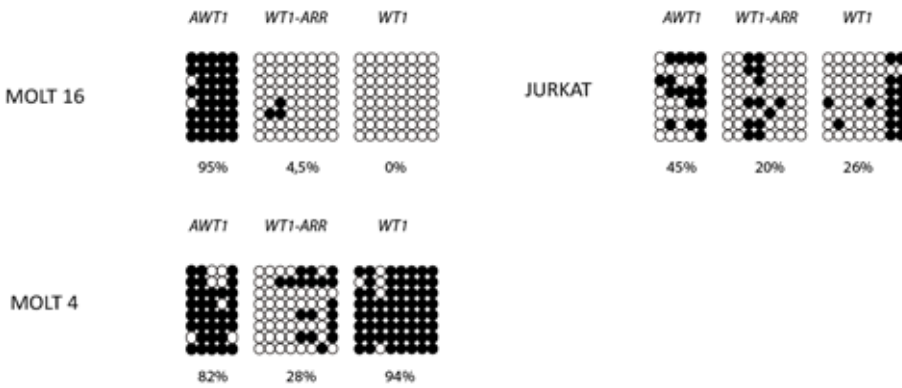 AWT1 WT1-ARR WT1
MOLT 16
95% 4,5% 0%
AWT1 WT1-ARR WT1
JURKAT
45% 20% 26%
AWT1 WT1-ARR WT1
MOLT 4
82% 28% 94%